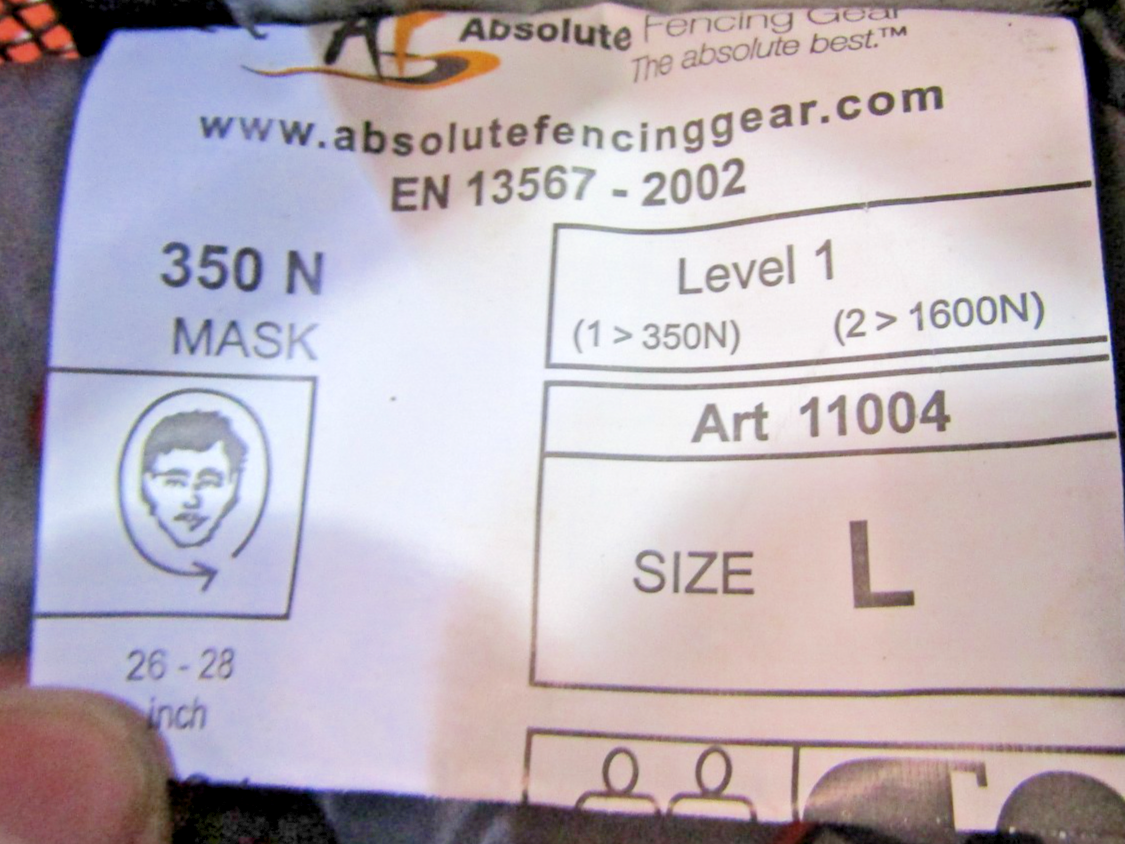 AF Absolute Fencing Gear
The absolute best.™
www.absolutefencinggear.com
EN 13567 - 2002
350 N
MASK
Level 1
(1 > 350N) (2 > 1600N)
Art 11004
SIZE L
26 - 28
inch